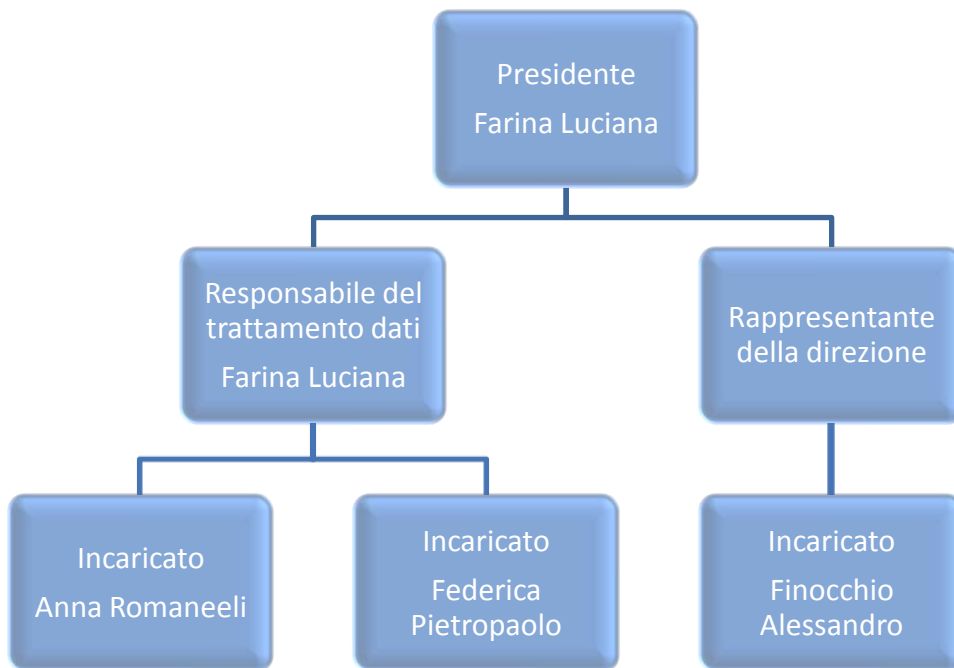 Presidente
Farina Luciana
Responsabile del
trattamento dati
Farina Luciana
Rappresentante
della direzione
Incaricato
Anna Romaneeli
Incaricato
Federica
Pietropaolo
Incaricato
Finocchio
Alessandro